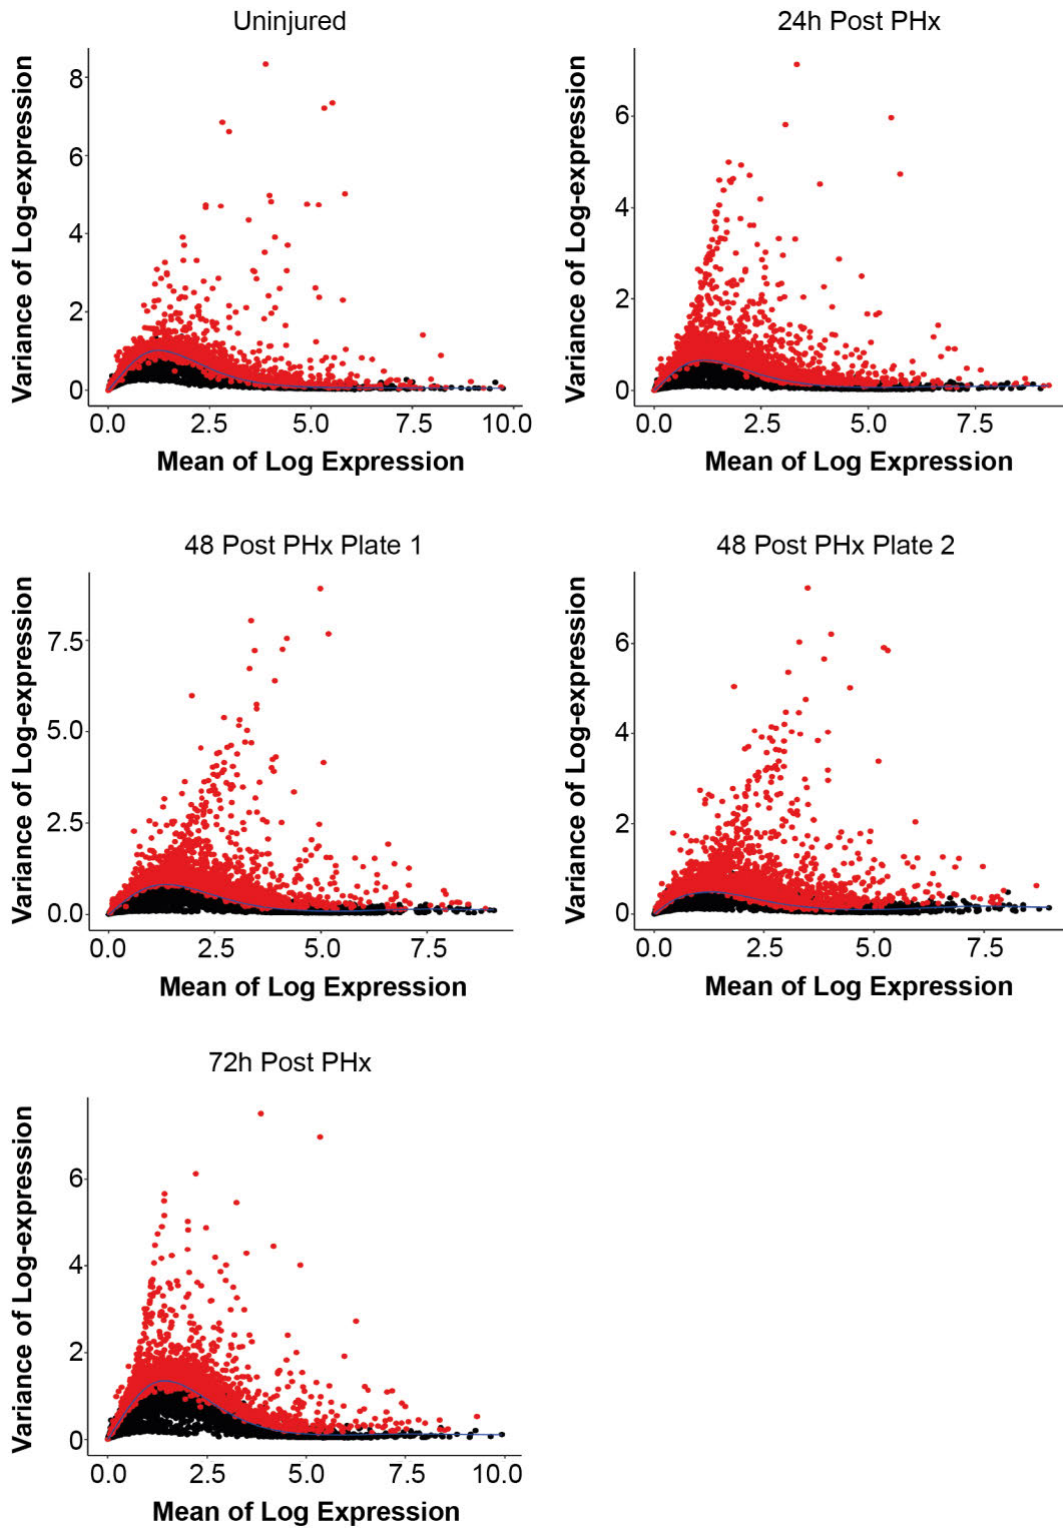 Uninjured
24h Post PHx
Variance of Log-expression
8
6
4
2
0
0.0 2.5 5.0 7.5 10.0
Mean of Log Expression
Variance of Log-expression
6
4
2
0
0.0 2.5 5.0 7.5
Mean of Log Expression
48 Post PHx Plate 1
48 Post PHx Plate 2
Variance of Log-expression
7.5
5.0
2.5
0.0
0.0 2.5 5.0 7.5
Mean of Log Expression
Variance of Log-expression
6
4
2
0
0.0 2.5 5.0 7.5
Mean of Log Expression
72h Post PHx
Variance of Log-expression
6
4
2
0
0.0 2.5 5.0 7.5 10.0
Mean of Log Expression